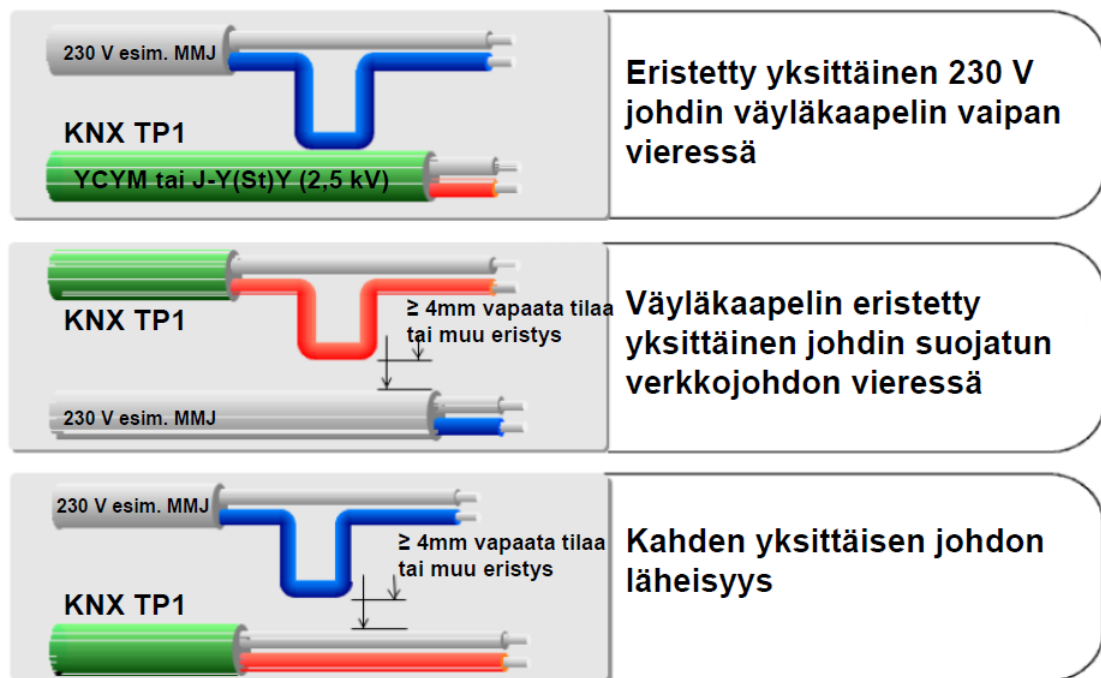 230 V esim. MMJ
KNX TP1
YCYM tai J-Y(St)Y (2,5 kV)
Eristetty yksittäinen 230 V
johdin väyläkaapelin vaipan
vieressä
KNX TP1
≥ 4mm vapaata tilaa
tai muu eristys
230 V esim. MMJ
Väyläkaapelin eristetty
yksittäinen johdin suojatun
verkkojohdon vieressä
230 V esim. MMJ
≥ 4mm vapaata tilaa
tai muu eristys
KNX TP1
Kahden yksittäisen johdon
läheisyys